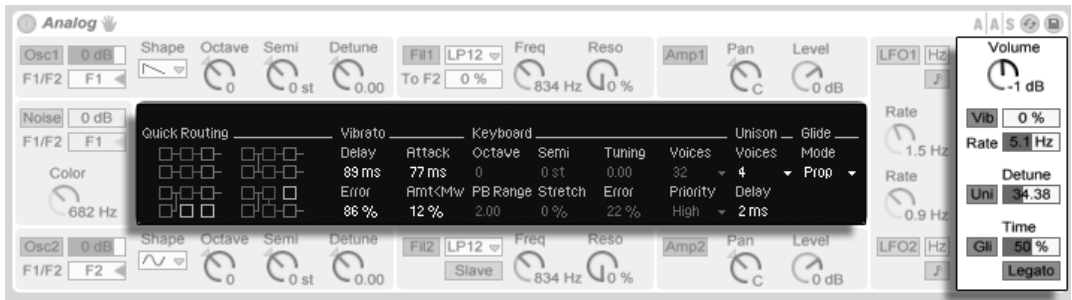 Analog A|A|S
Osc1 0 dB Shape Octave Semi Detune Fil1 LP12 Freq Reso Amp1 Pan Level LFO1 Hz Volume
F1/F2 F1 0 0 st 0.00 To F2 0 % 834 Hz 0 % C 0 dB -1 dB
Noise 0 dB Rate Vib 0 %
F1/F2 F1 1.5 Hz Rate 5.1 Hz
Color 682 Hz Rate 0.9 Hz Detune
Uni 34.38
Time
Gli 50 %
Legato
Quick Routing Vibrato Keyboard Unison Glide
Delay Attack Octave Semi Tuning Voices Voices Mode
89 ms 77 ms 0 0 st 0.00 32 4 Prop
Error Amt<Mw PB Range Stretch Error Priority Delay
86 % 12 % 2.00 0 % 22 % High 2 ms
Osc2 0 dB Shape Octave Semi Detune Fil2 LP12 Freq Reso Amp2 Pan Level LFO2 Hz
F1/F2 F2 0 0 st 0.00 Slave 834 Hz 0 % C 0 dB